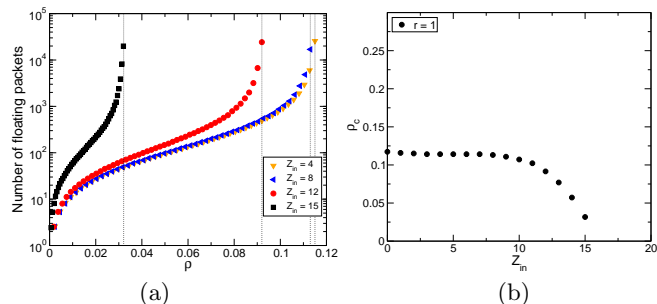 10^5
10^4
10^3
10^2
10^1
10^0
Number of floating packets
0
0.02
0.04
0.06
0.08
0.1
0.12
ρ
Z_in = 4
Z_in = 8
Z_in = 12
Z_in = 15
(a)
r = 1
0.25
0.2
0.15
0.1
0.05
0
ρ_c
0
5
10
15
20
Z_in
(b)